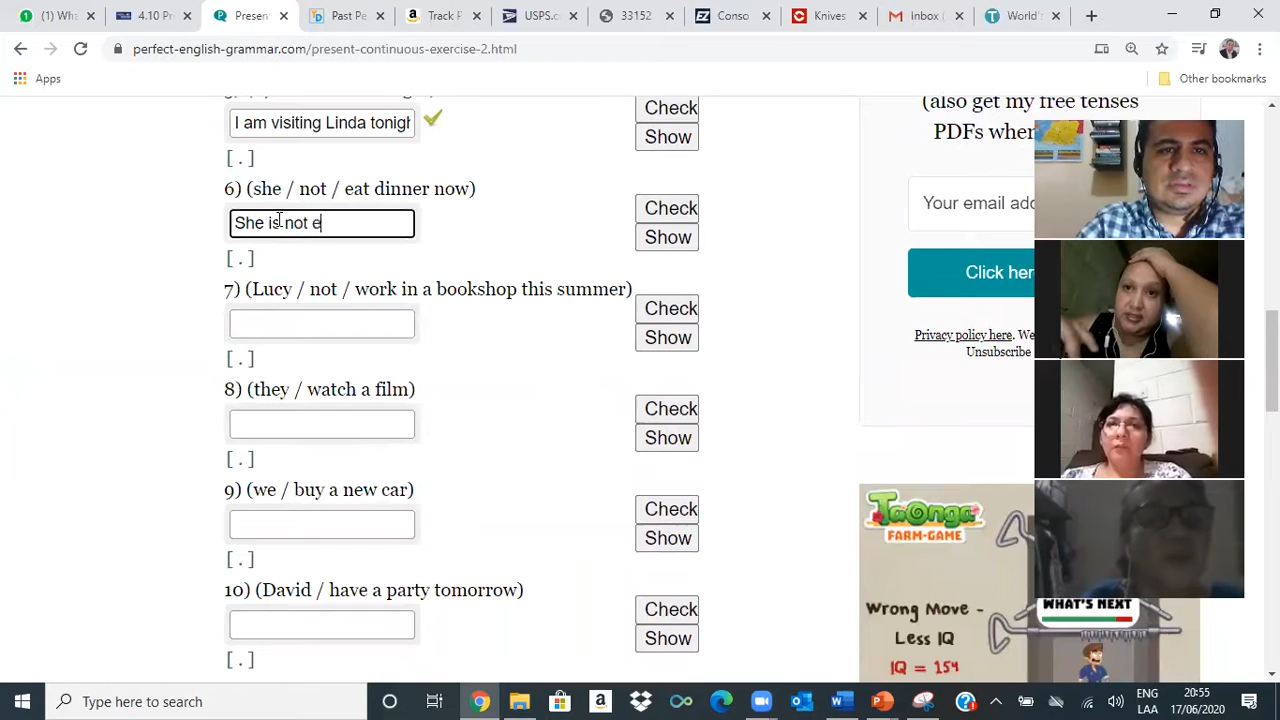 (1) Wh
4.10 Pr
Presen
Past Pe
Track P
USPS.c
33152
Conso
Knives
Inbox (
World's
perfect-english-grammar.com/present-continuous-exercise-2.html
Apps
Other bookmarks
I am visiting Linda tonigh
Check
Show
[ . ]
6) (she / not / eat dinner now)
She is not e
Check
Show
[ . ]
7) (Lucy / not / work in a bookshop this summer)
Check
Show
[ . ]
8) (they / watch a film)
Check
Show
[ . ]
9) (we / buy a new car)
Check
Show
[ . ]
10) (David / have a party tomorrow)
Check
Show
[ . ]
(also get my free tenses
PDFs when
Your email add
Click her
Privacy policy here. We
Unsubscribe
Taonga
FARM-GAME
Wrong Move -
Less IQ
IQ = 154
WHAT'S NEXT
Type here to search
ENG
LAA
20:55
17/06/2020